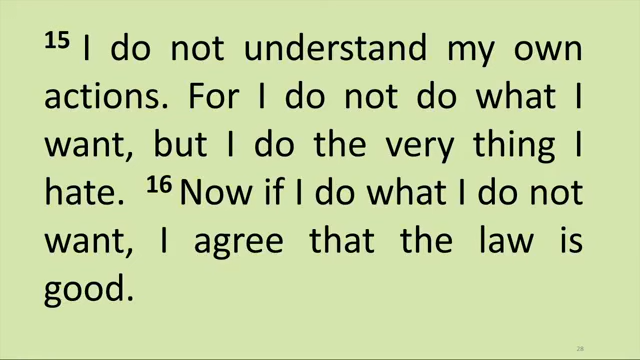 15 I do not understand my own
actions. For I do not do what I
want, but I do the very thing I
hate. 16 Now if I do what I do not
want, I agree that the law is
good.
28